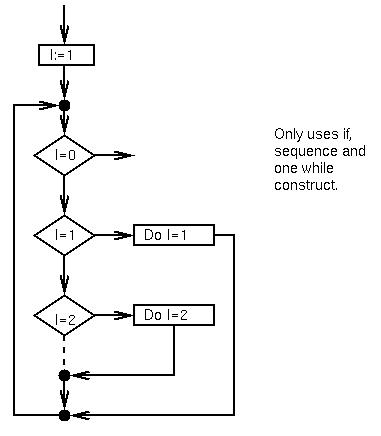 I:=1
I=0
Only uses if,
sequence and
one while
construct.
I=1
Do I=1
I=2
Do I=2